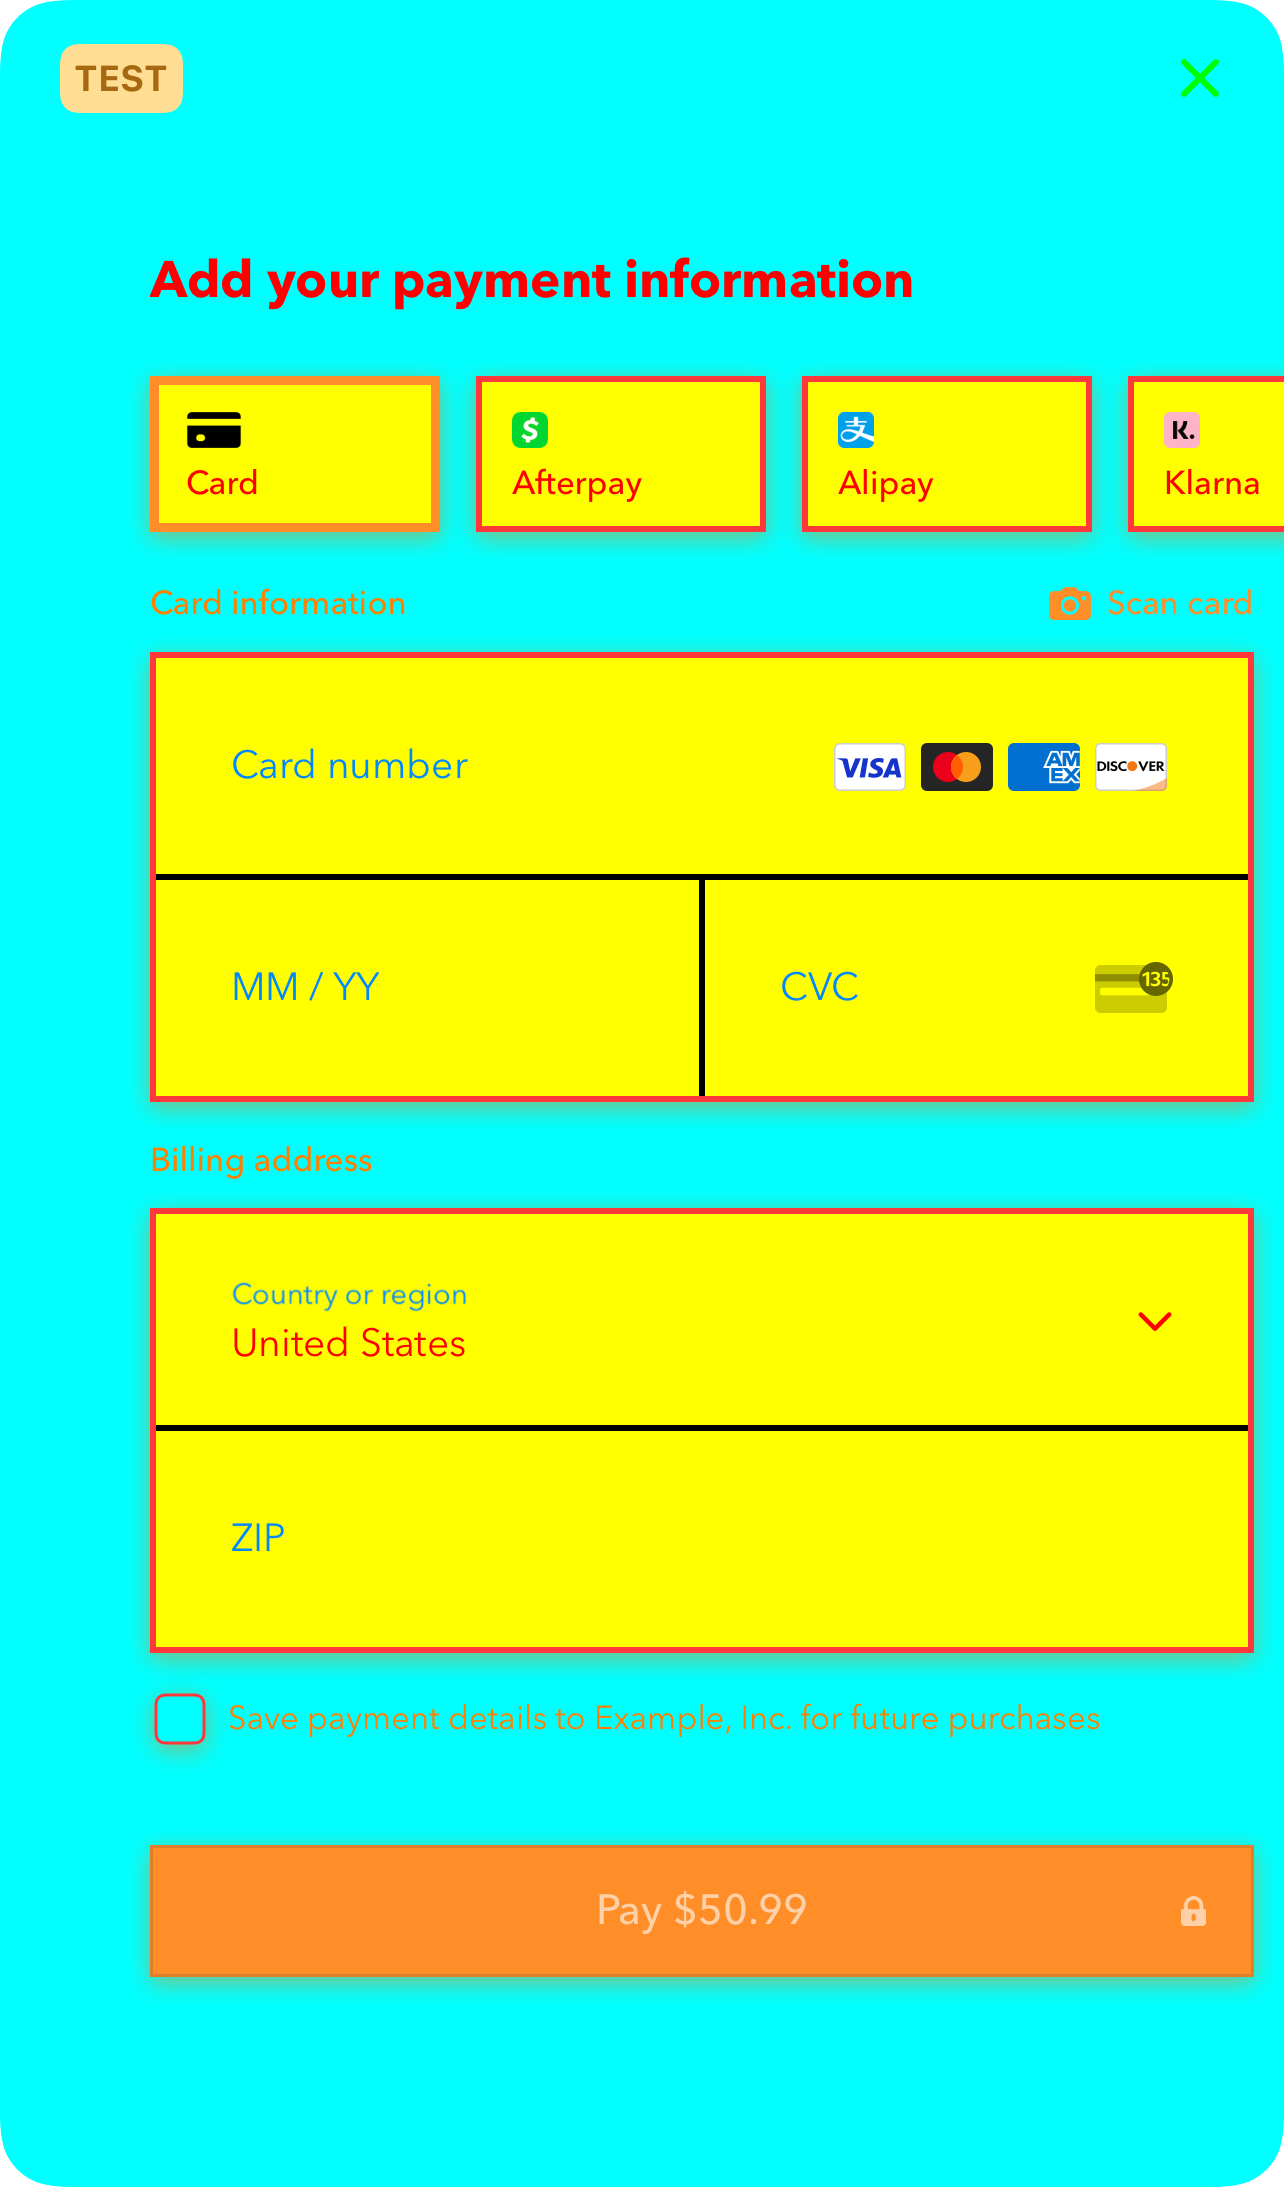 TEST
Add your payment information
Card
$
Afterpay
支
Alipay
K.
Klarna
Card information
Scan card
Card number
VISA
AM
EX
DISCOVER
MM / YY
CVC
135
Billing address
Country or region
United States
ZIP
Save payment details to Example, Inc. for future purchases
Pay $50.99